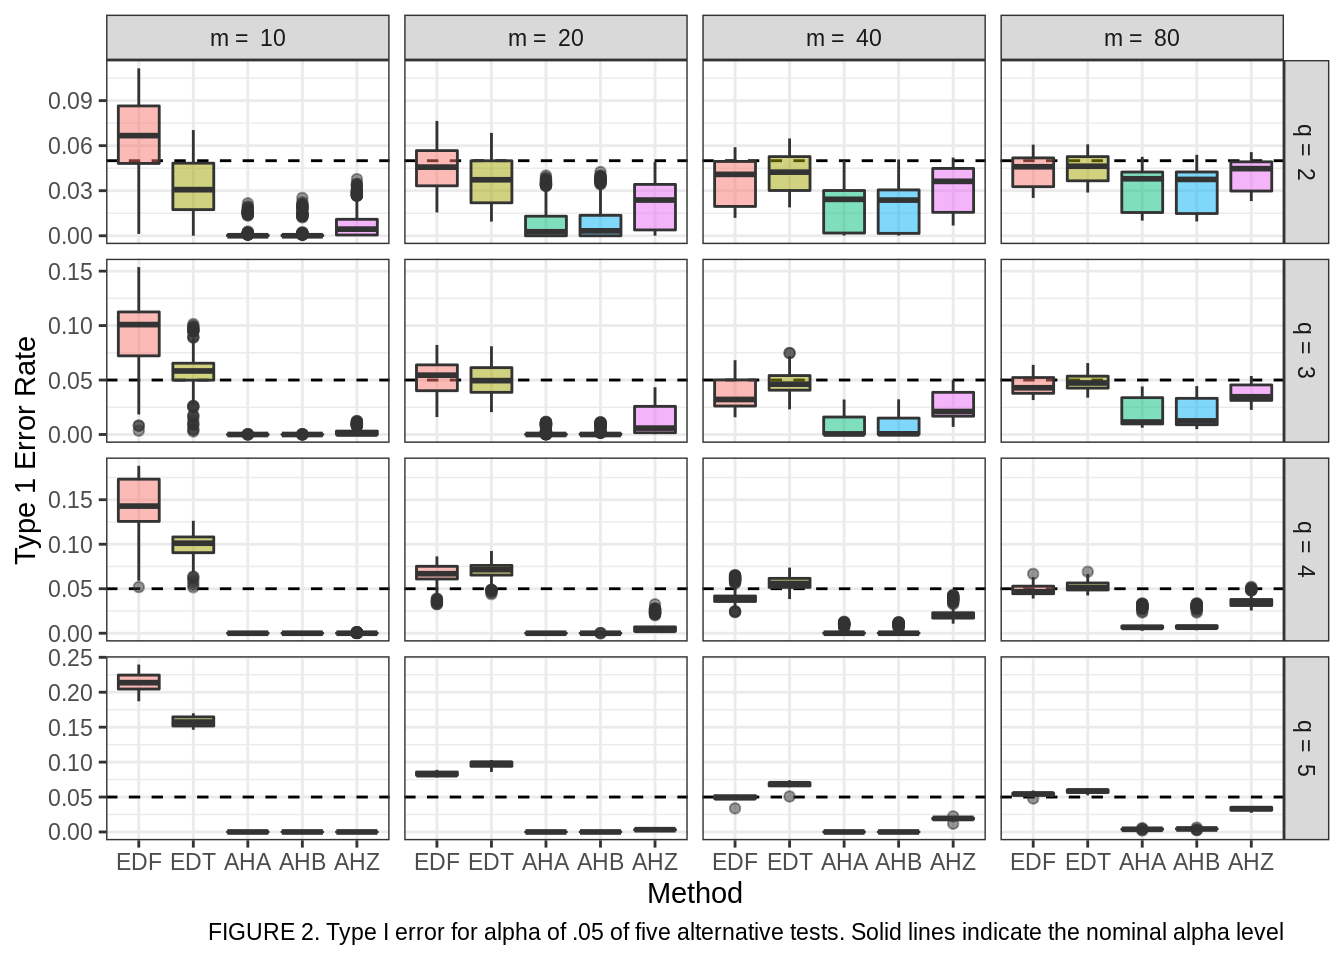 m = 10
m = 20
m = 40
m = 80
0.09
0.06
0.03
0.00
q = 2
0.15
0.10
0.05
0.00
q = 3
0.15
0.10
0.05
0.00
q = 4
0.25
0.20
0.15
0.10
0.05
0.00
q = 5
Type 1 Error Rate
EDF EDT AHA AHB AHZ
EDF EDT AHA AHB AHZ
EDF EDT AHA AHB AHZ
EDF EDT AHA AHB AHZ
Method
FIGURE 2. Type I error for alpha of .05 of five alternative tests. Solid lines indicate the nominal alpha level